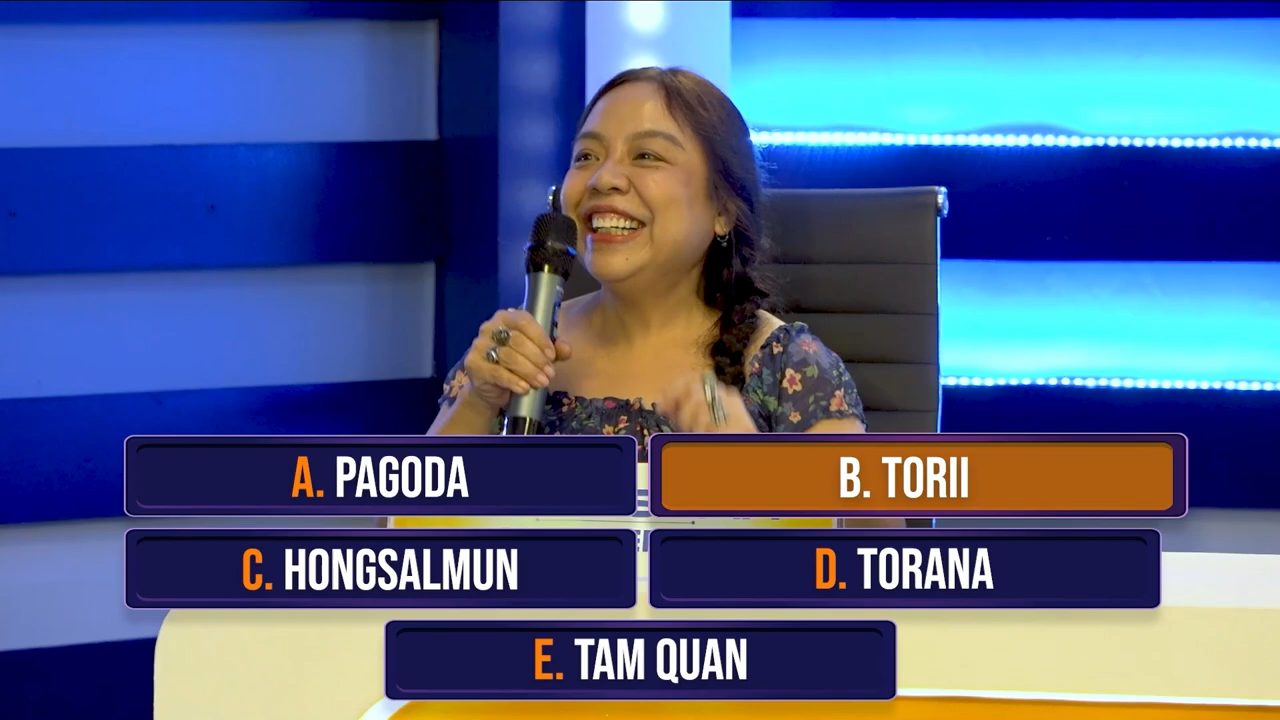 A. PAGODA
B. TORII
C. HONGSALMUN
D. TORANA
E. TAM QUAN